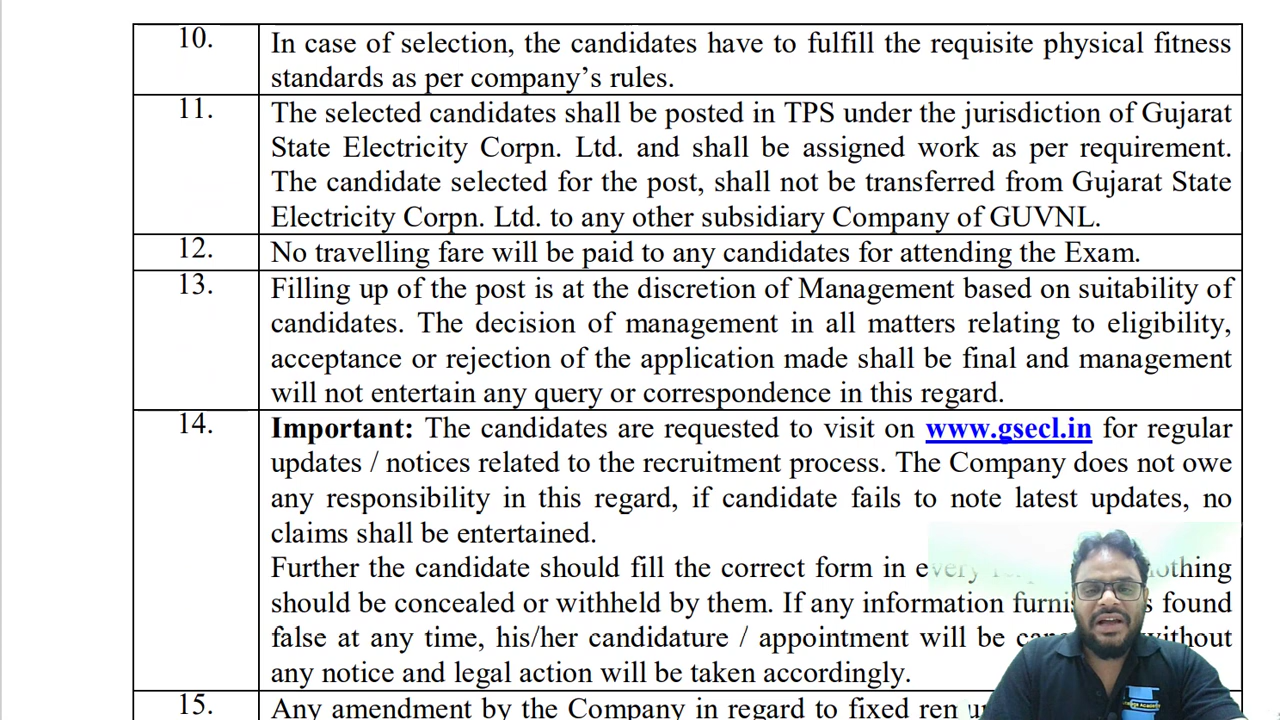 10.
In case of selection, the candidates have to fulfill the requisite physical fitness
standards as per company's rules.
11.
The selected candidates shall be posted in TPS under the jurisdiction of Gujarat
State Electricity Corpn. Ltd. and shall be assigned work as per requirement.
The candidate selected for the post, shall not be transferred from Gujarat State
Electricity Corpn. Ltd. to any other subsidiary Company of GUVNL.
12.
No travelling fare will be paid to any candidates for attending the Exam.
13.
Filling up of the post is at the discretion of Management based on suitability of
candidates. The decision of management in all matters relating to eligibility,
acceptance or rejection of the application made shall be final and management
will not entertain any query or correspondence in this regard.
14.
Important: The candidates are requested to visit on www.gsecl.in for regular
updates / notices related to the recruitment process. The Company does not owe
any responsibility in this regard, if candidate fails to note latest updates, no
claims shall be entertained.
Further the candidate should fill the correct form in every nothing
should be concealed or withheld by them. If any information found
false at any time, his/her candidature / appointment will be without
any notice and legal action will be taken accordingly.
15.
Any amendment by the Company in regard to fixed